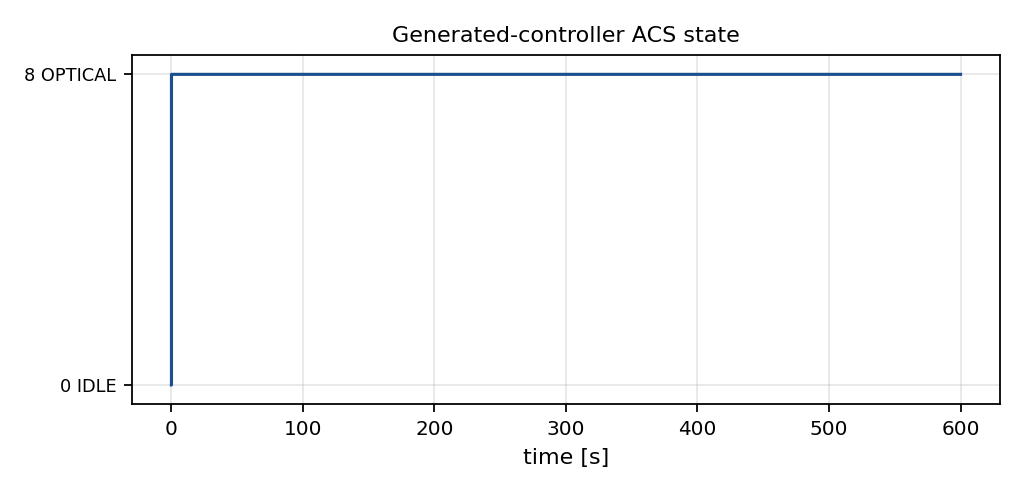 Generated-controller ACS state
8 OPTICAL
0 IDLE
0 100 200 300 400 500 600
time [s]